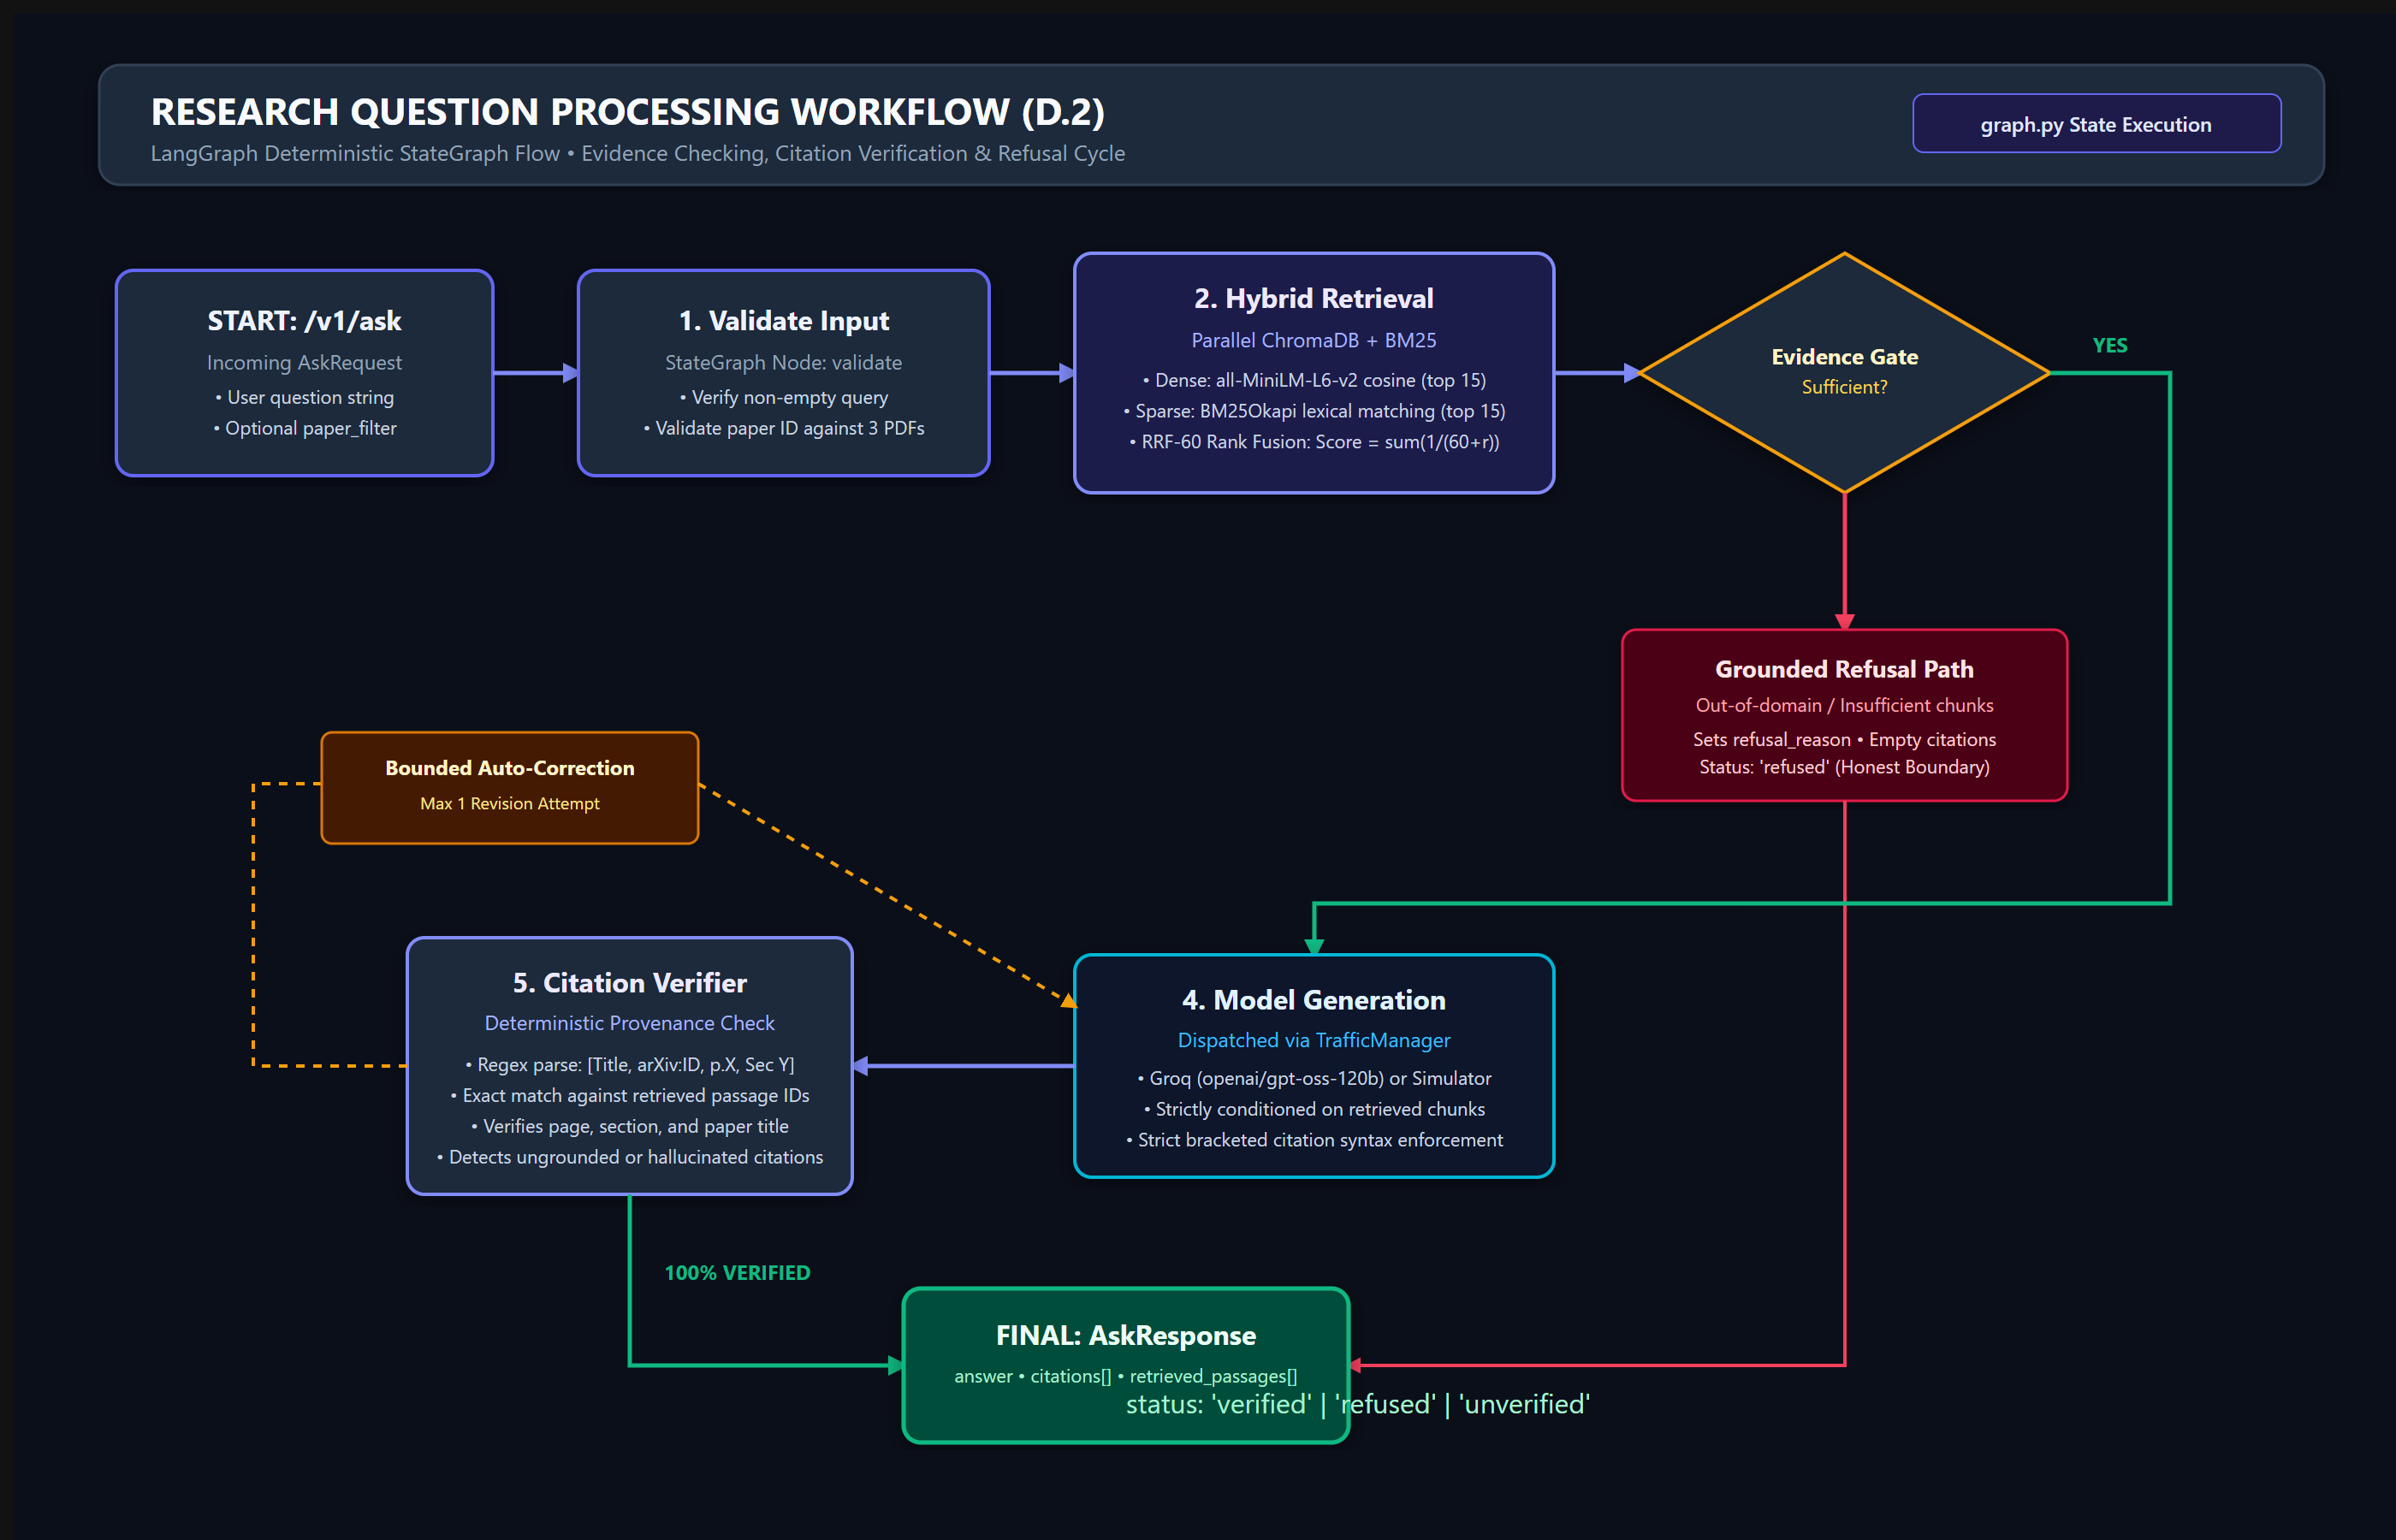 RESEARCH QUESTION PROCESSING WORKFLOW (D.2)
LangGraph Deterministic StateGraph Flow • Evidence Checking, Citation Verification & Refusal Cycle
graph.py State Execution
START: /v1/ask
Incoming AskRequest
• User question string
• Optional paper_filter
1. Validate Input
StateGraph Node: validate
• Verify non-empty query
• Validate paper ID against 3 PDFs
2. Hybrid Retrieval
Parallel ChromaDB + BM25
• Dense: all-MiniLM-L6-v2 cosine (top 15)
• Sparse: BM25Okapi lexical matching (top 15)
• RRF-60 Rank Fusion: Score = sum(1/(60+r))
Evidence Gate
Sufficient?
YES
Grounded Refusal Path
Out-of-domain / Insufficient chunks
Sets refusal_reason • Empty citations
Status: 'refused' (Honest Boundary)
Bounded Auto-Correction
Max 1 Revision Attempt
5. Citation Verifier
Deterministic Provenance Check
• Regex parse: [Title, arXiv:ID, p.X, Sec Y]
• Exact match against retrieved passage IDs
• Verifies page, section, and paper title
• Detects ungrounded or hallucinated citations
4. Model Generation
Dispatched via TrafficManager
• Groq (openai/gpt-oss-120b) or Simulator
• Strictly conditioned on retrieved chunks
• Strict bracketed citation syntax enforcement
100% VERIFIED
FINAL: AskResponse
answer • citations[] • retrieved_passages[]
status: 'verified' | 'refused' | 'unverified'